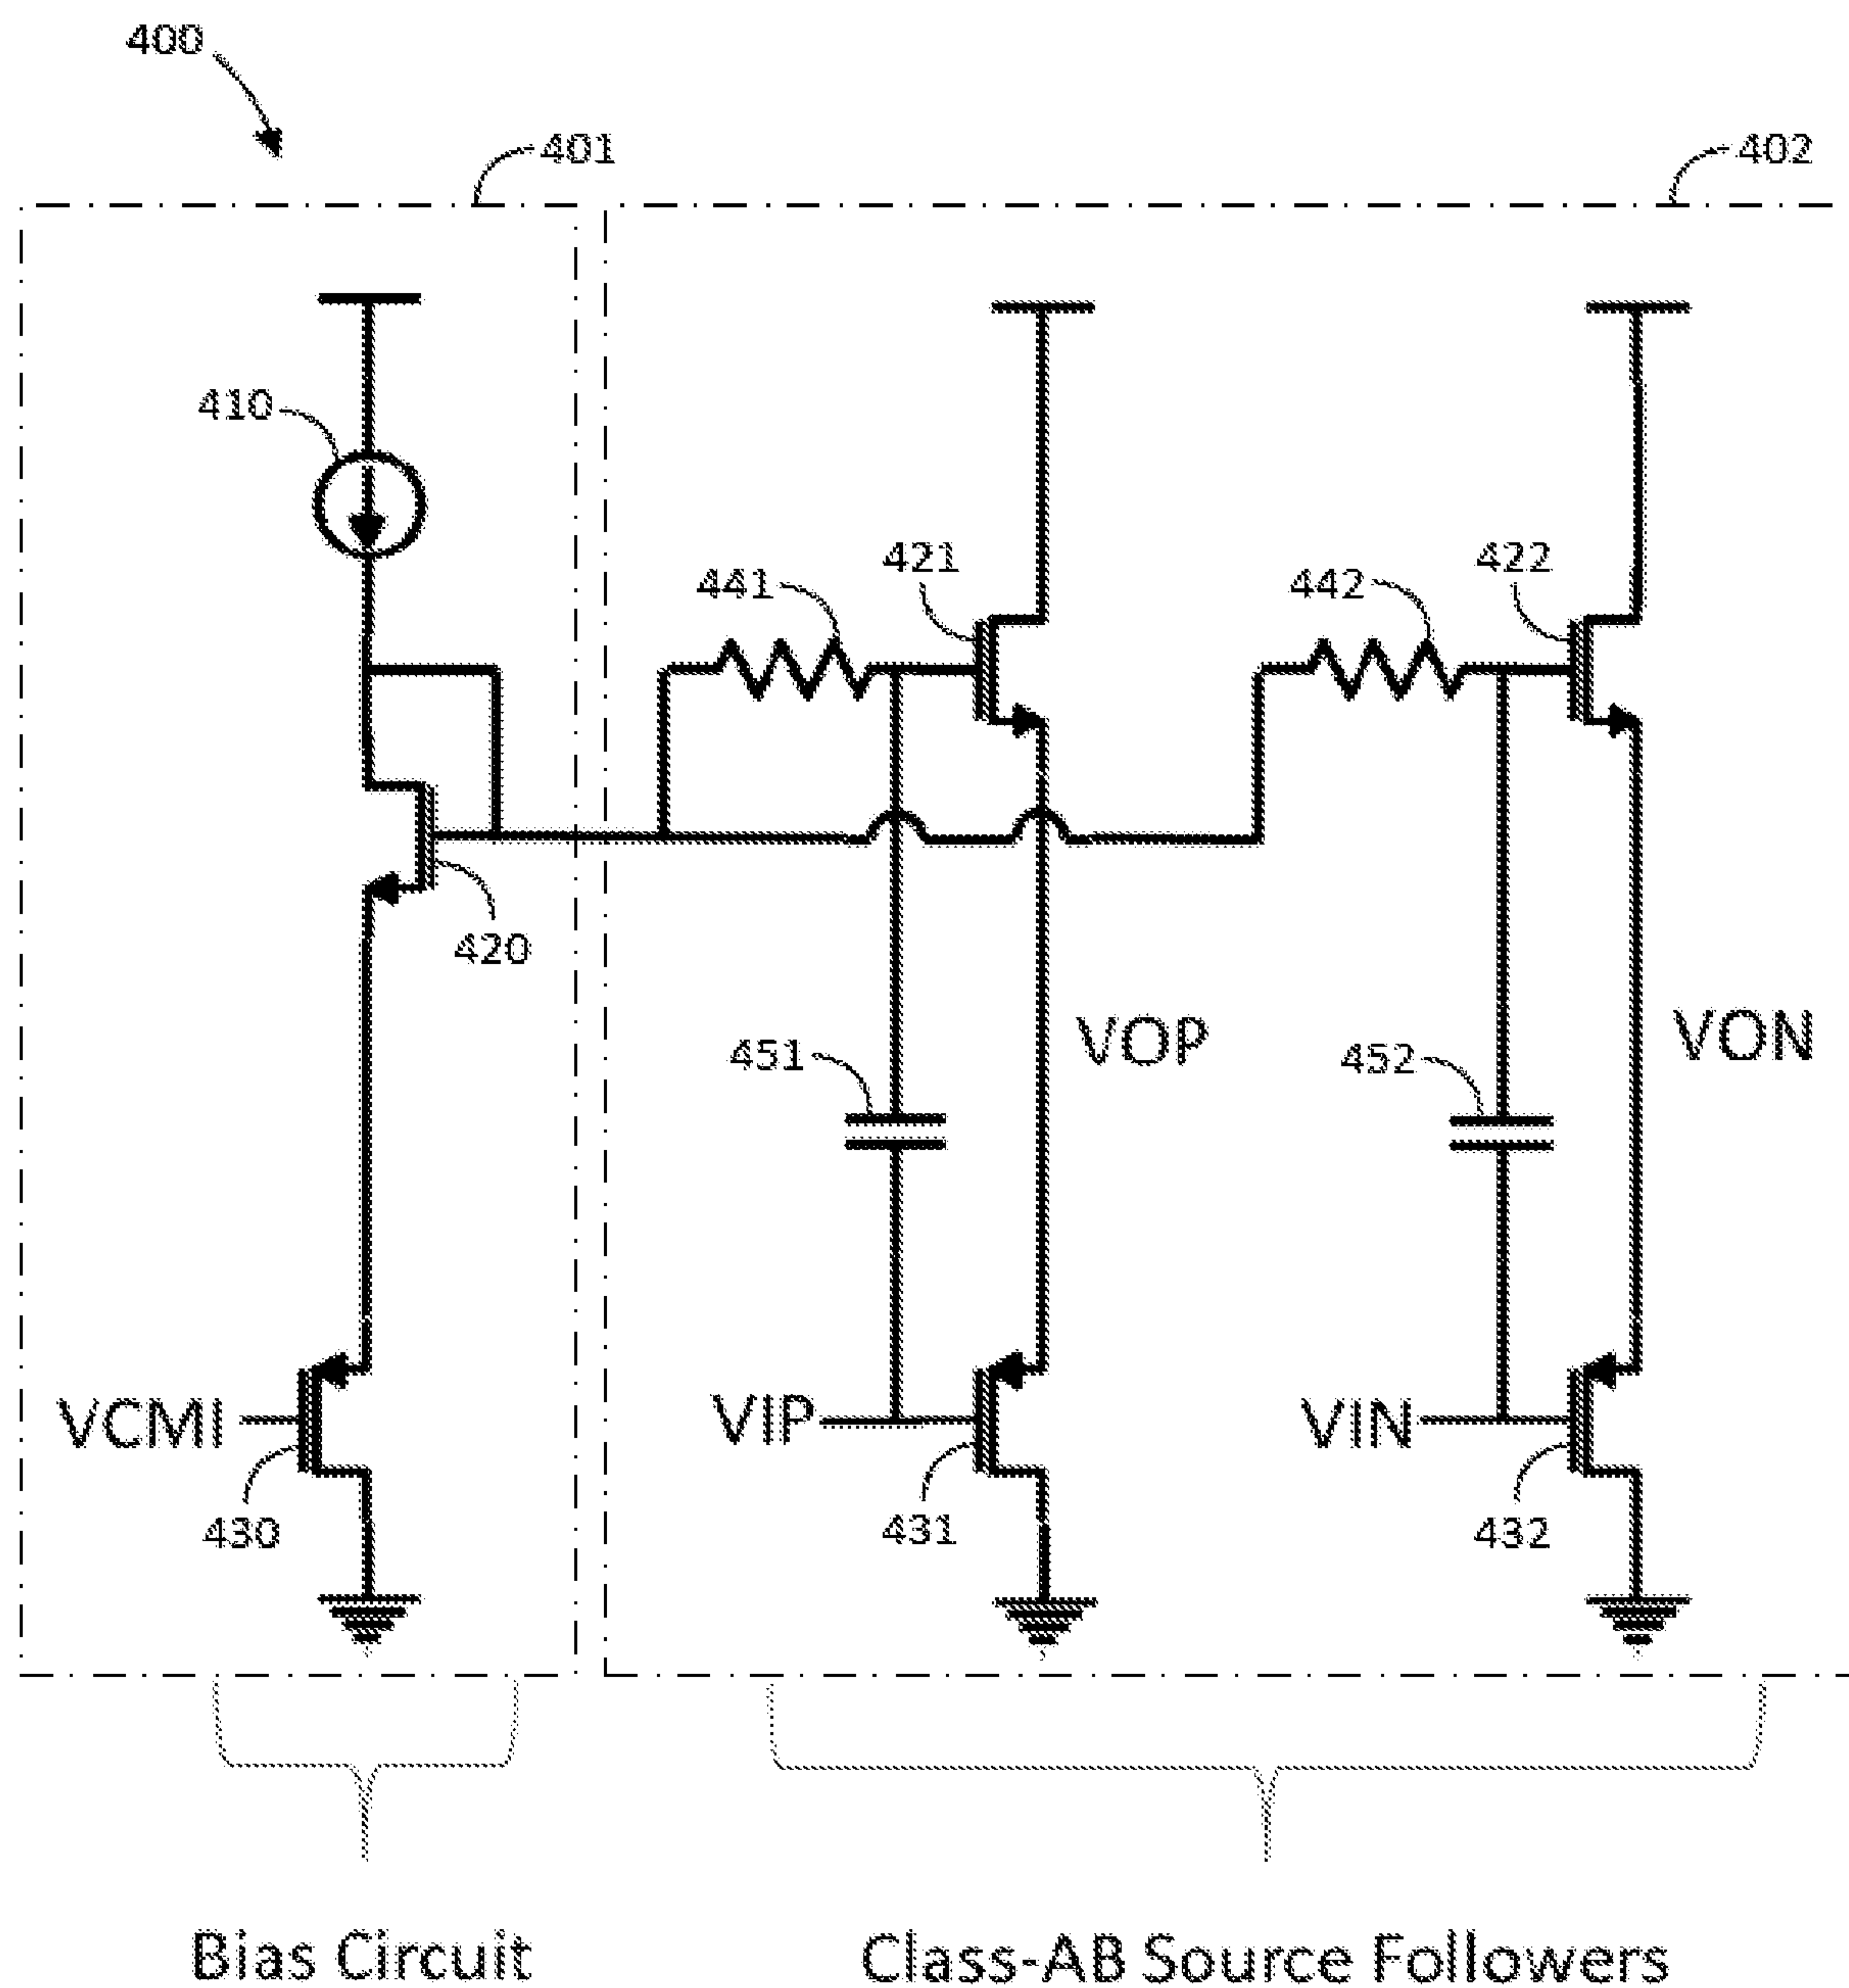 400
401
402
410
421
422
441
442
420
VOP
VON
451
452
VCMI
VIP
VIN
430
431
432
Bias Circuit
Class-AB Source Followers